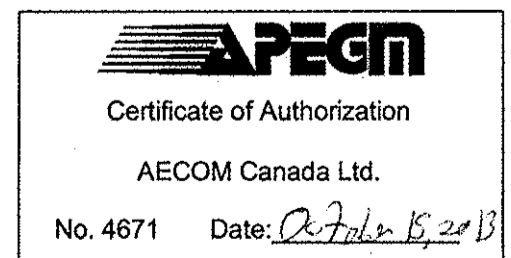 APEGM
Certificate of Authorization
AECOM Canada Ltd.
No. 4671 Date: October 15, 2013